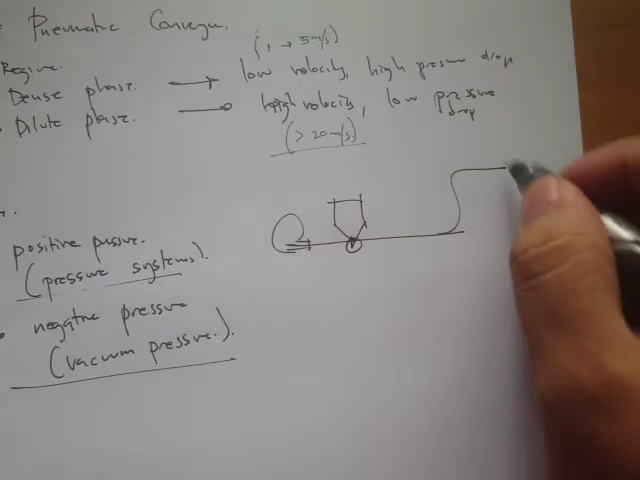 Pneumatic Conveyor.
(1 → 5m/s)
Regime.
Dense phase. → low velocity, high pressure drop
Dilute phase. → high velocity, low pressure drop
(> 20m/s)
r.
positive pressure.
(pressure systems).
negative pressure
(vacuum pressure.).